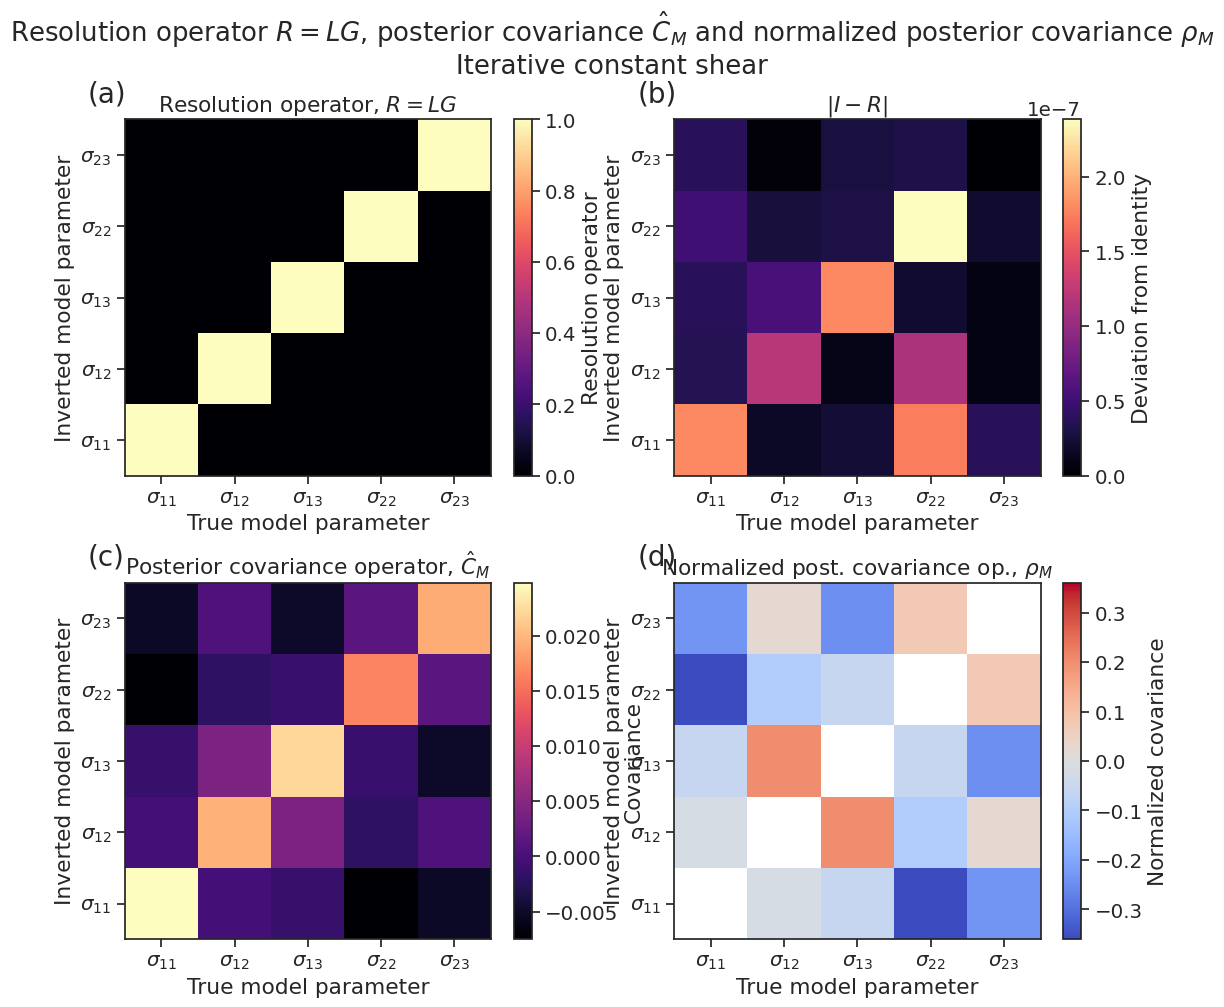 Resolution operator $R = LG$, posterior covariance $\hat{C}_M$ and normalized posterior covariance $\rho_M$
Iterative constant shear
(a)
Resolution operator, $R = LG$
σ₂₃
σ₂₂
σ₁₃
σ₁₂
σ₁₁
Inverted model parameter
σ₁₁ σ₁₂ σ₁₃ σ₂₂ σ₂₃
True model parameter
1.0
0.8
0.6
0.4
0.2
0.0
Resolution operator
(b)
$|I - R|$
1e−7
σ₂₃
σ₂₂
σ₁₃
σ₁₂
σ₁₁
Inverted model parameter
σ₁₁ σ₁₂ σ₁₃ σ₂₂ σ₂₃
True model parameter
2.0
1.5
1.0
0.5
0.0
Deviation from identity
(c)
Posterior covariance operator, $\hat{C}_M$
σ₂₃
σ₂₂
σ₁₃
σ₁₂
σ₁₁
Inverted model parameter
σ₁₁ σ₁₂ σ₁₃ σ₂₂ σ₂₃
True model parameter
0.020
0.015
0.010
0.005
0.000
−0.005
Covariance
(d)
Normalized post. covariance op., $\rho_M$
σ₂₃
σ₂₂
σ₁₃
σ₁₂
σ₁₁
Inverted model parameter
σ₁₁ σ₁₂ σ₁₃ σ₂₂ σ₂₃
True model parameter
0.3
0.2
0.1
0.0
−0.1
−0.2
−0.3
Normalized covariance